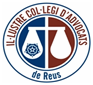 IL·LUSTRE COL·LEGI D'ADVOCATS
de Reus